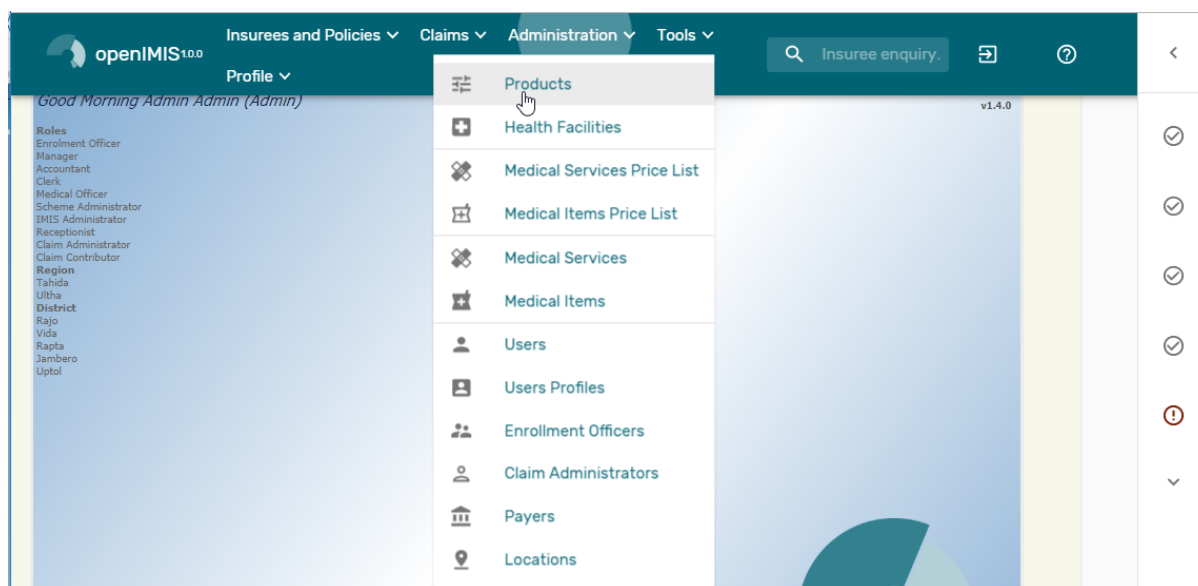 openIMIS 1.0.0
Insurees and Policies
Claims
Administration
Tools
Profile
Insuree enquiry.
Good Morning Admin Admin (Admin)
v1.4.0
Roles
Enrolment Officer
Manager
Accountant
Clerk
Medical Officer
Scheme Administrator
IMIS Administrator
Receptionist
Claim Administrator
Claim Contributor
Region
Tahida
Ultha
District
Rajo
Vida
Rapta
Jambero
Uptol
Products
Health Facilities
Medical Services Price List
Medical Items Price List
Medical Services
Medical Items
Users
Users Profiles
Enrollment Officers
Claim Administrators
Payers
Locations